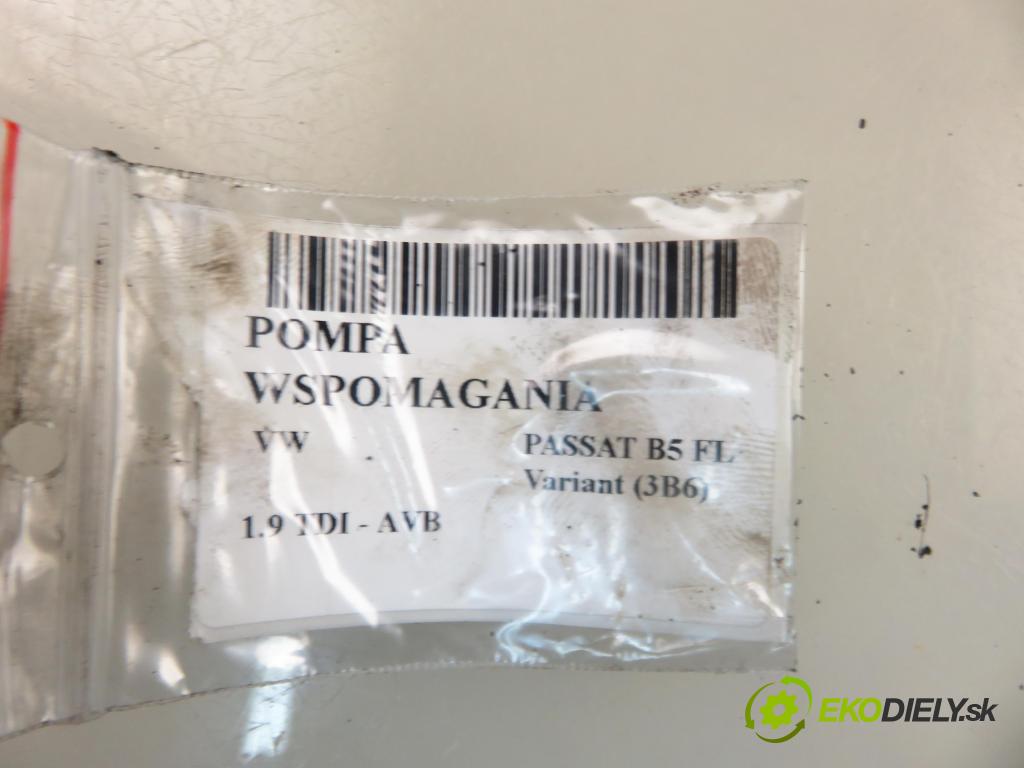 POMPA
WSPOMAGANIA
VW PASSAT B5 FL
Variant (3B6)
1.9 TDI - AVB
EKODIELY.sk